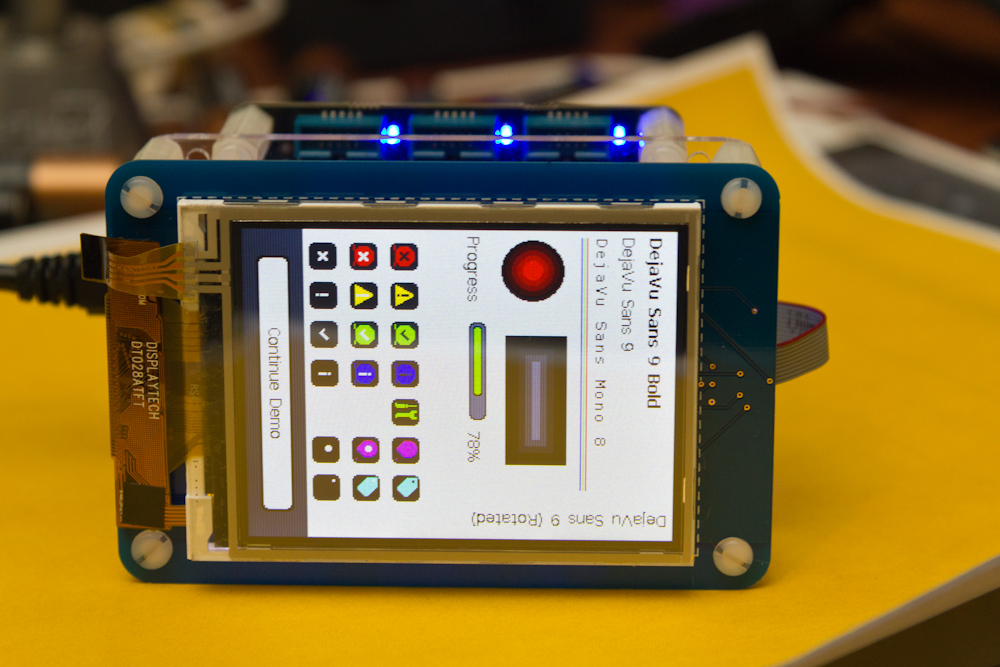 DejaVu Sans 9 Bold
DejaVu Sans 9
DejaVu Sans Mono 8
DejaVu Sans 9 (Rotated)
Progress
78%
Continue Demo
DISPLAYTECH
DT028ATFT